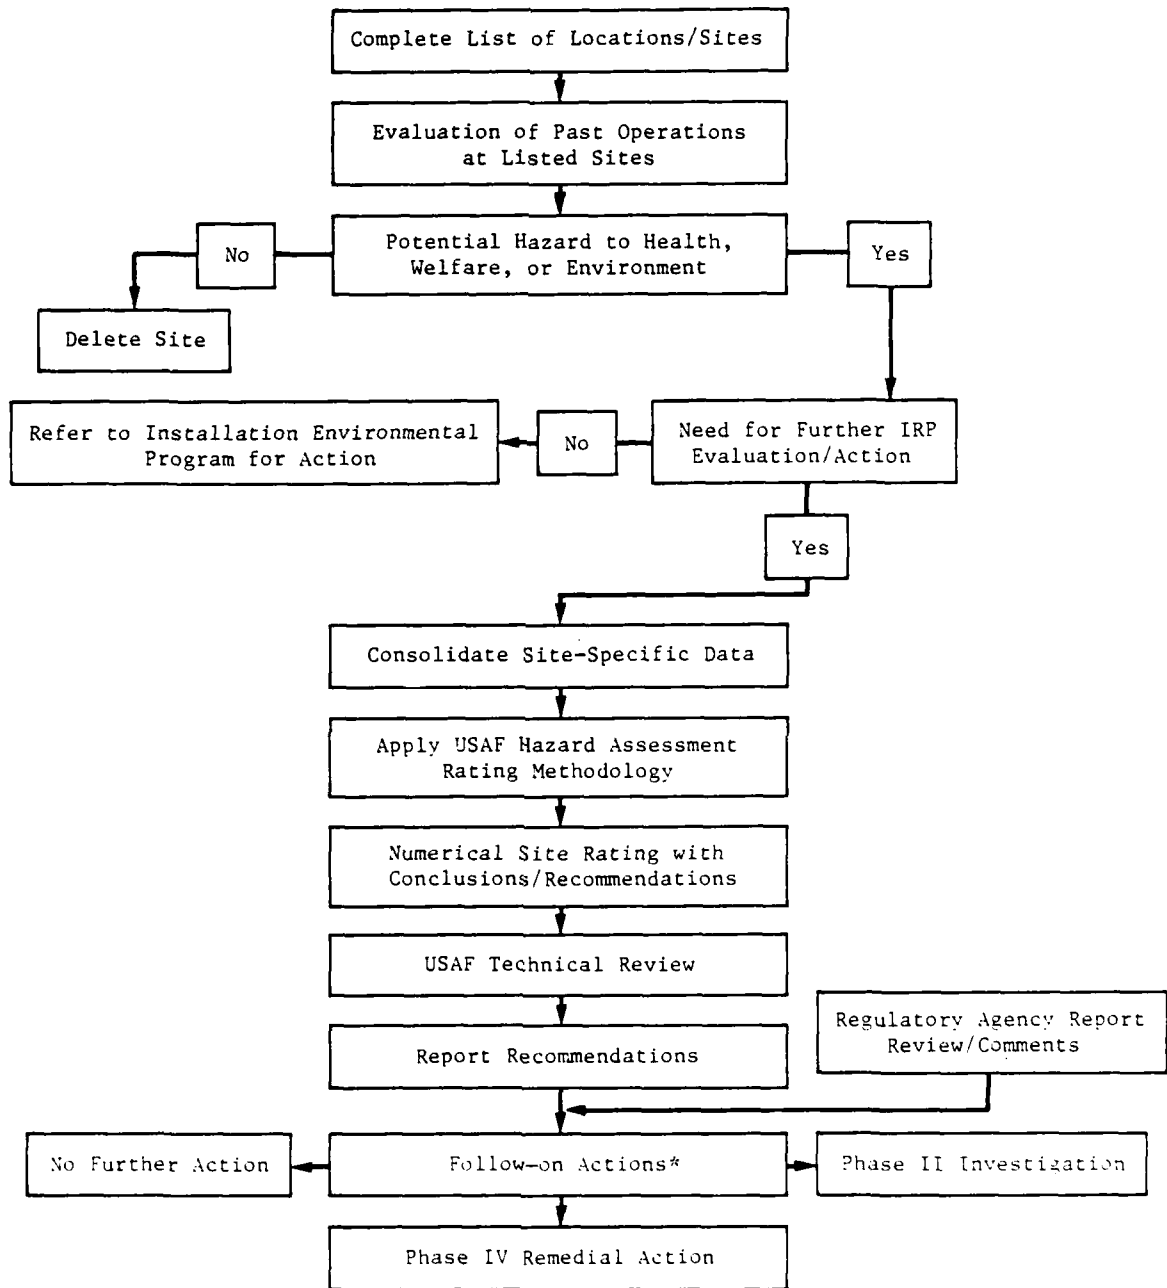 Complete List of Locations/Sites
Evaluation of Past Operations
at Listed Sites
No
Potential Hazard to Health,
Welfare, or Environment
Yes
Delete Site
Refer to Installation Environmental
Program for Action
No
Need for Further IRP
Evaluation/Action
Yes
Consolidate Site-Specific Data
Apply USAF Hazard Assessment
Rating Methodology
Numerical Site Rating with
Conclusions/Recommendations
USAF Technical Review
Regulatory Agency Report
Review/Comments
Report Recommendations
No Further Action
Follow-on Actions*
Phase II Investigation
Phase IV Remedial Action